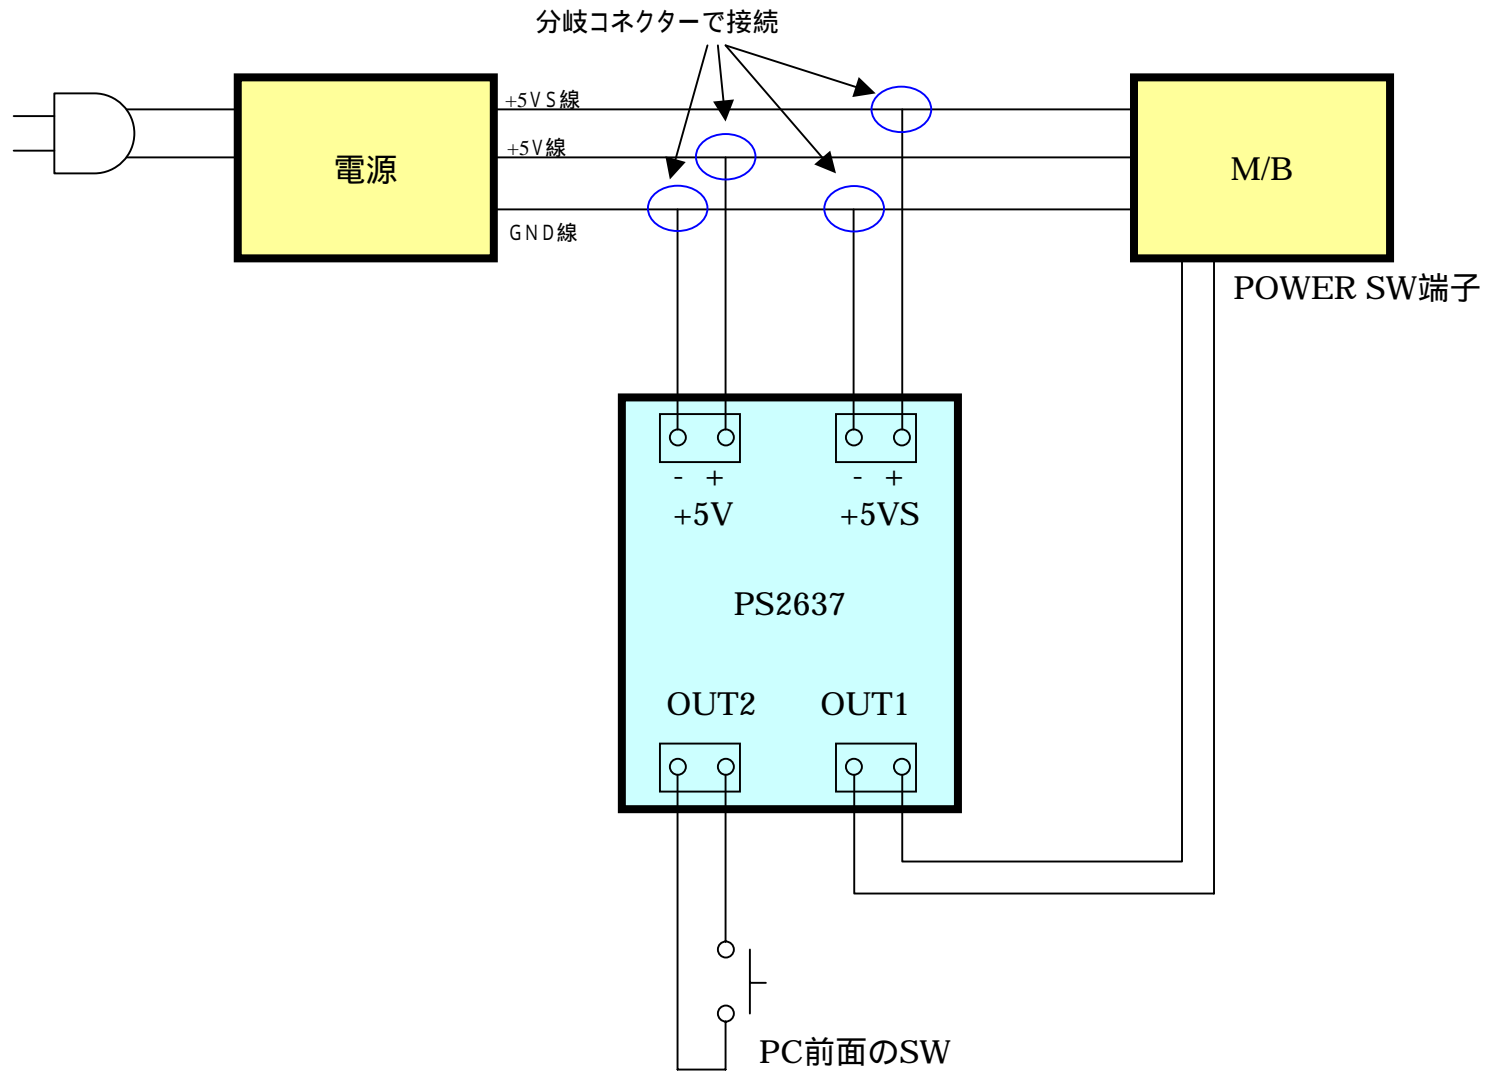 分岐コネクターで接続
+5VS線
+5V線
電源
M/B
GND線
POWER SW端子
- +
- +
+5V
+5VS
PS2637
OUT2
OUT1
PC前面のSW